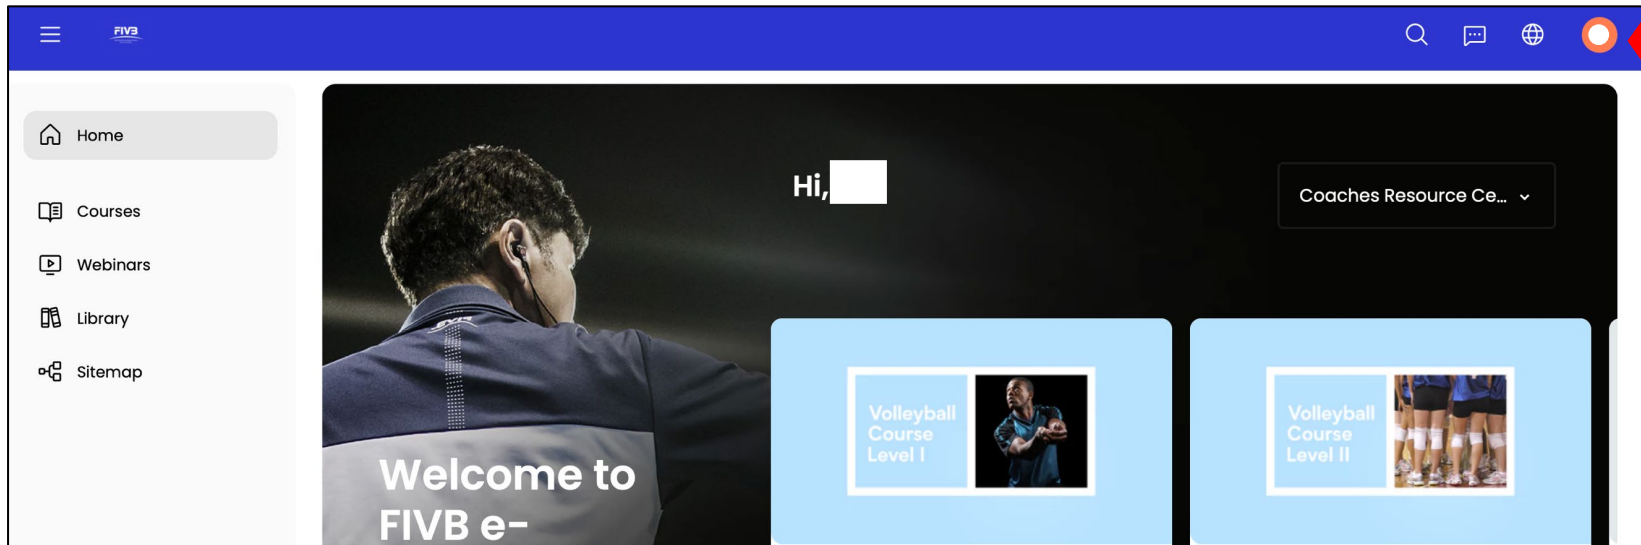 FIVB
Home
Courses
Webinars
Library
Sitemap
Hi,
Coaches Resource Ce...
Welcome to
FIVB e-
Volleyball
Course
Level I
Volleyball
Course
Level II